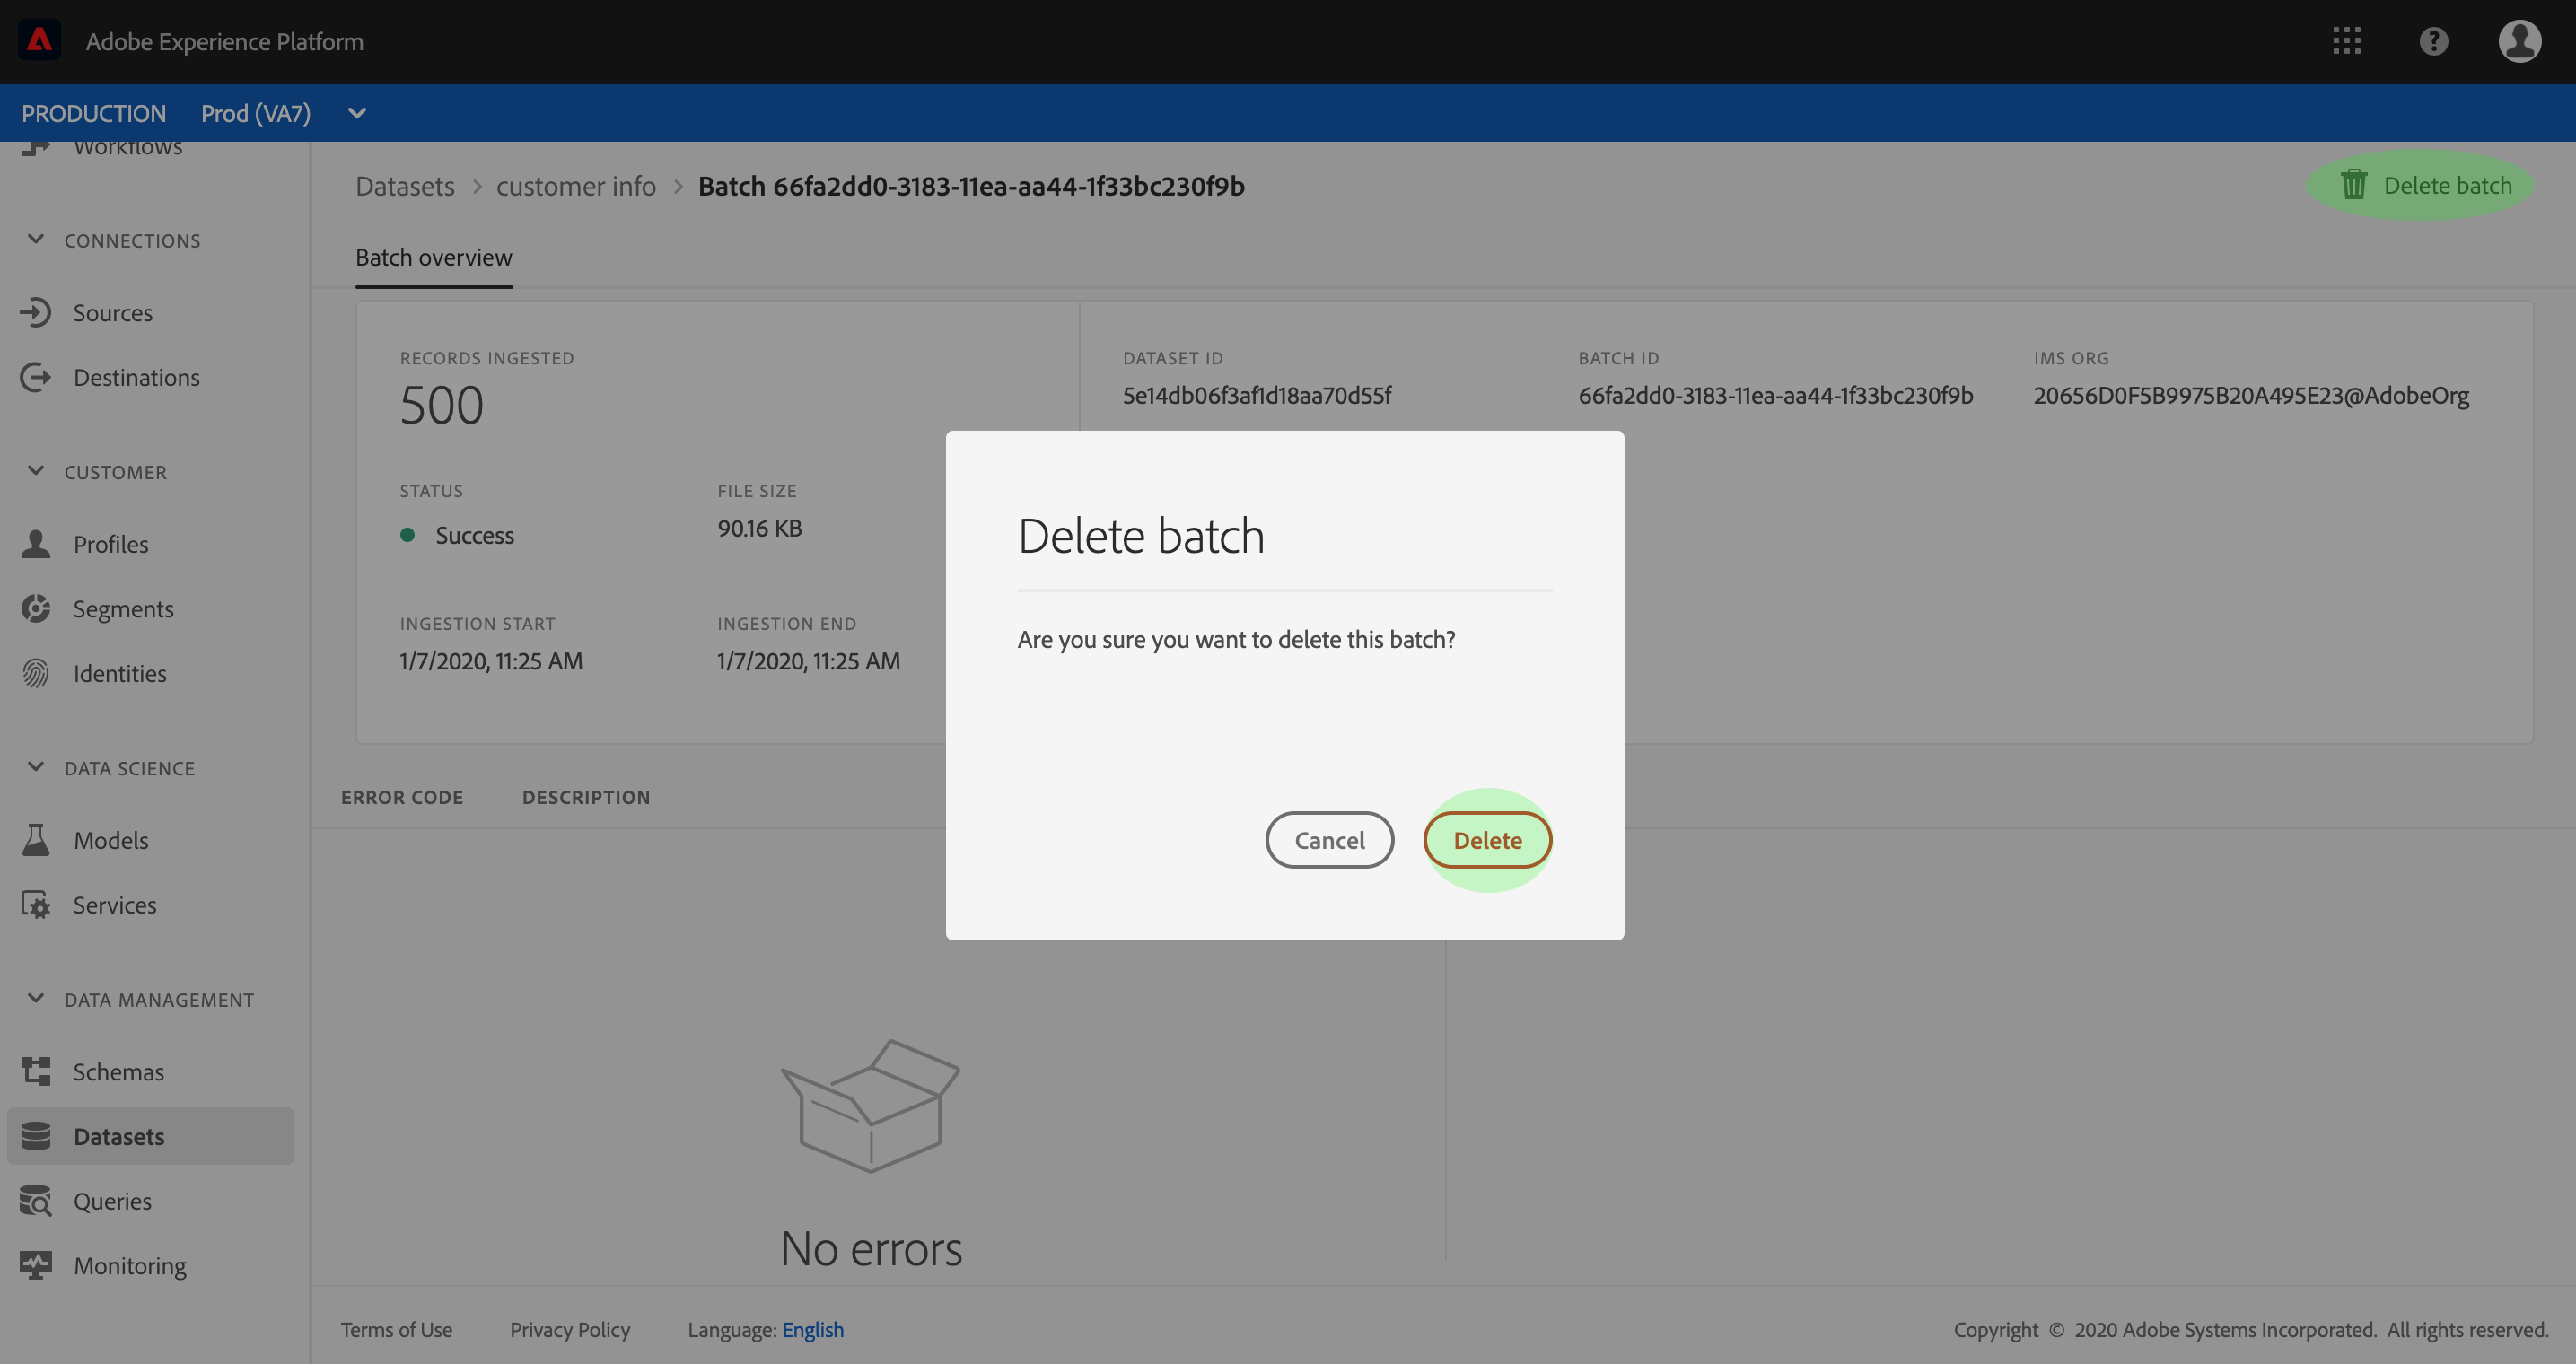 Adobe Experience Platform
PRODUCTION Prod (VA7)
Workflows
CONNECTIONS
Sources
Destinations
CUSTOMER
Profiles
Segments
Identities
DATA SCIENCE
Models
Services
DATA MANAGEMENT
Schemas
Datasets
Queries
Monitoring
Datasets > customer info > Batch 66fa2dd0-3183-11ea-aa44-1f33bc230f9b
Delete batch
Batch overview
RECORDS INGESTED
500
STATUS
Success
FILE SIZE
90.16 KB
INGESTION START
1/7/2020, 11:25 AM
INGESTION END
1/7/2020, 11:25 AM
DATASET ID
5e14db06f3af1d18aa70d55f
BATCH ID
66fa2dd0-3183-11ea-aa44-1f33bc230f9b
IMS ORG
20656D0F5B9975B20A495E23@AdobeOrg
Delete batch
Are you sure you want to delete this batch?
Cancel Delete
ERROR CODE DESCRIPTION
No errors
Terms of Use Privacy Policy Language: English
Copyright © 2020 Adobe Systems Incorporated. All rights reserved.